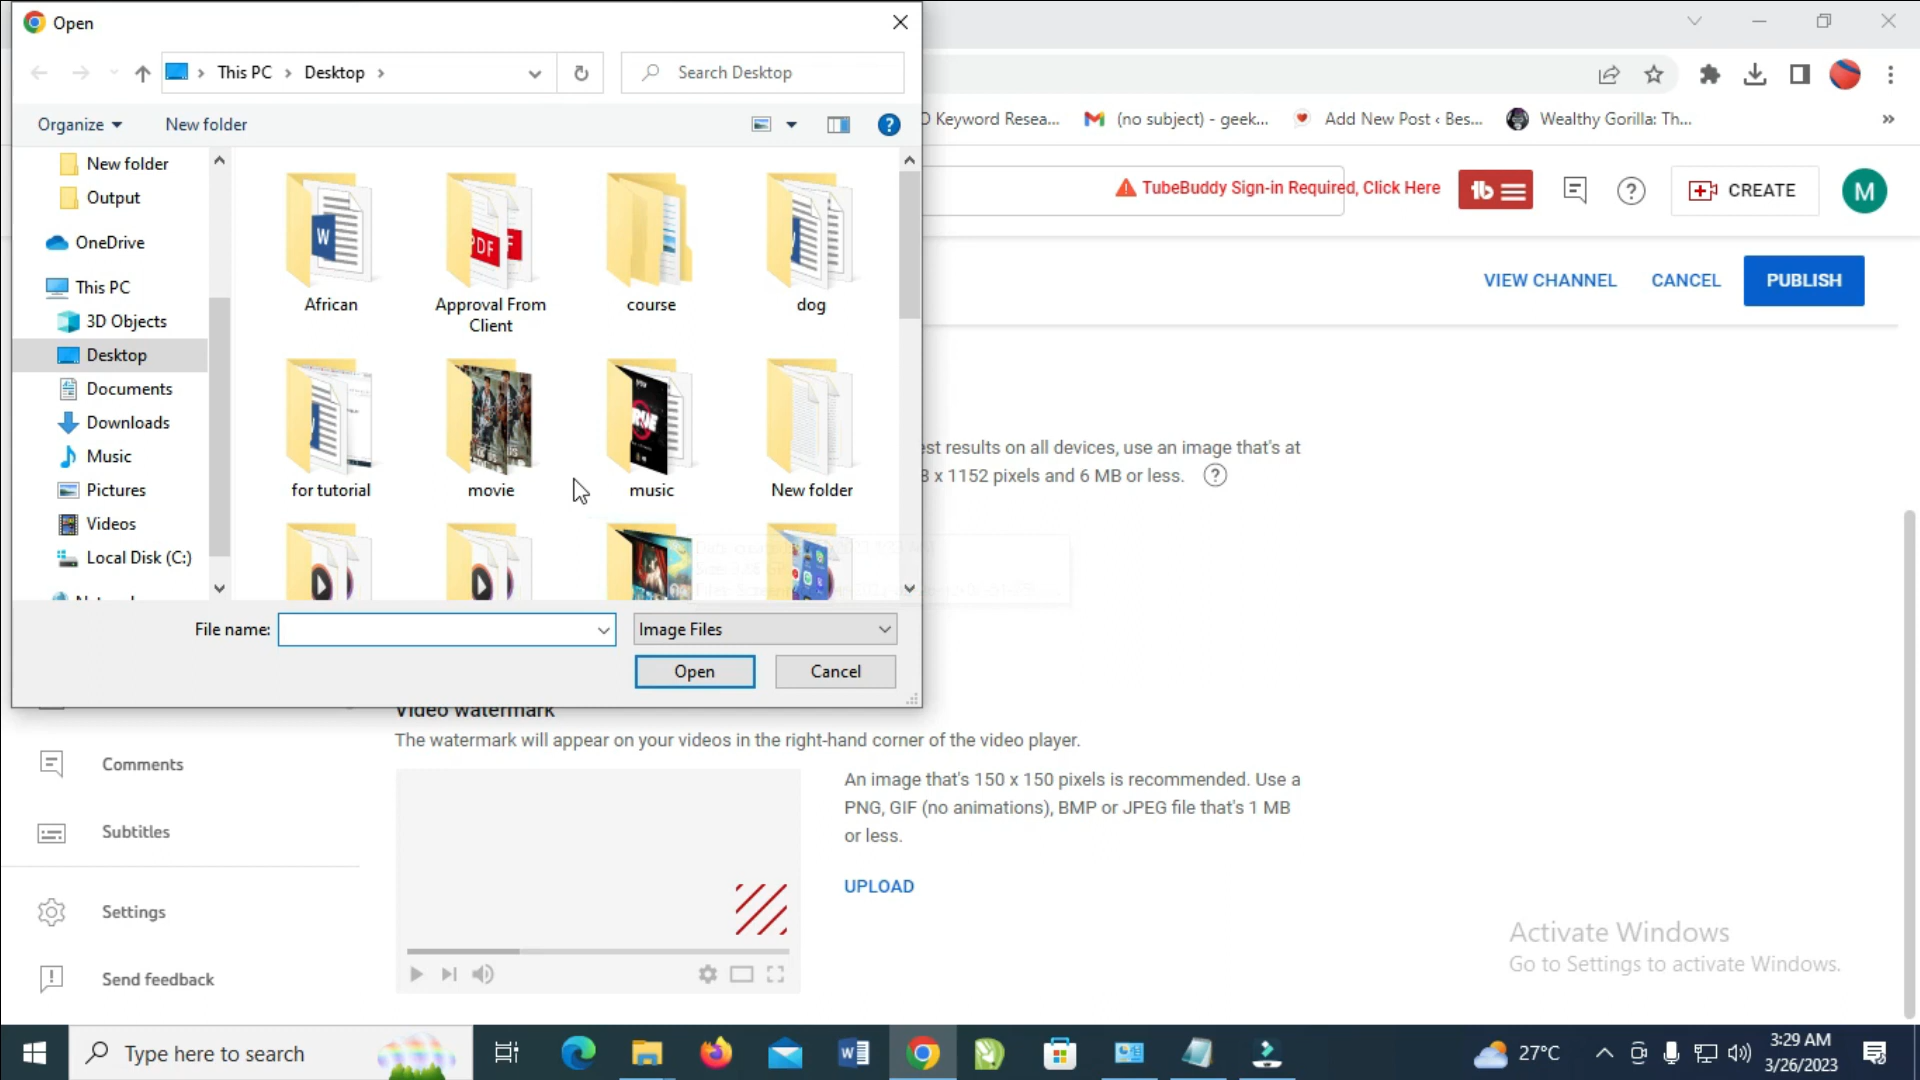 Open
This PC
Desktop
Search Desktop
Organize
New folder
New folder
Output
OneDrive
This PC
3D Objects
Desktop
Documents
Downloads
Music
Pictures
Videos
Local Disk (C:)
African
Approval From
Client
course
dog
for tutorial
movie
music
New folder
File name:
Image Files
Open
Cancel
Keyword Resea...
(no subject) - geek...
Add New Post ‹ Bes...
Wealthy Gorilla: Th...
TubeBuddy Sign-in Required, Click Here
tb
CREATE
M
VIEW CHANNEL
CANCEL
PUBLISH
est results on all devices, use an image that's at
x 1152 pixels and 6 MB or less.
Video watermark
The watermark will appear on your videos in the right-hand corner of the video player.
An image that's 150 x 150 pixels is recommended. Use a
PNG, GIF (no animations), BMP or JPEG file that's 1 MB
or less.
UPLOAD
Comments
Subtitles
Settings
Send feedback
Activate Windows
Go to Settings to activate Windows.
Type here to search
27°C
3:29 AM
3/26/2023